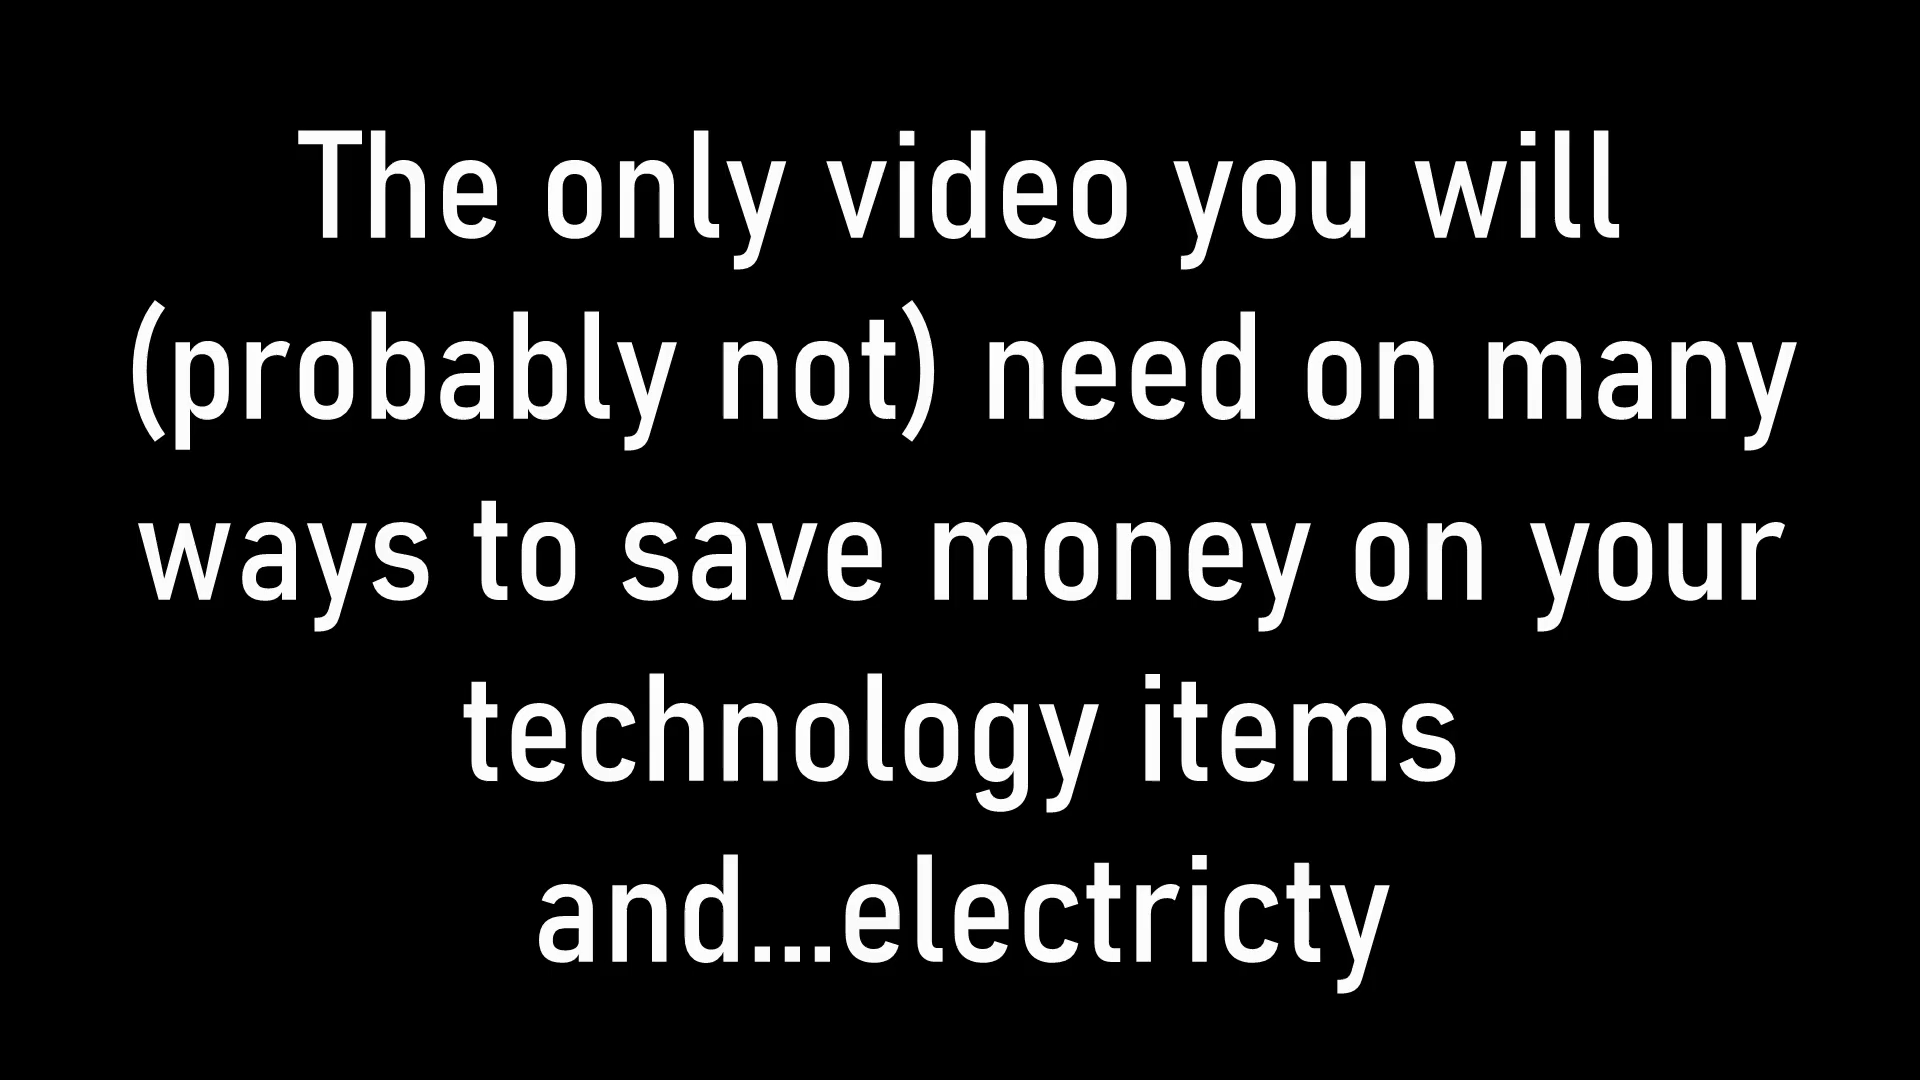 The only video you will
(probably not) need on many
ways to save money on your
technology items
and...electricty